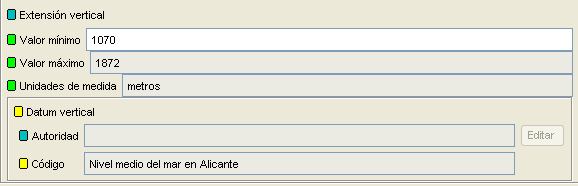 Extensión vertical
Valor mínimo 1070
Valor máximo 1872
Unidades de medida metros
Datum vertical
Autoridad Editar
Código Nivel medio del mar en Alicante